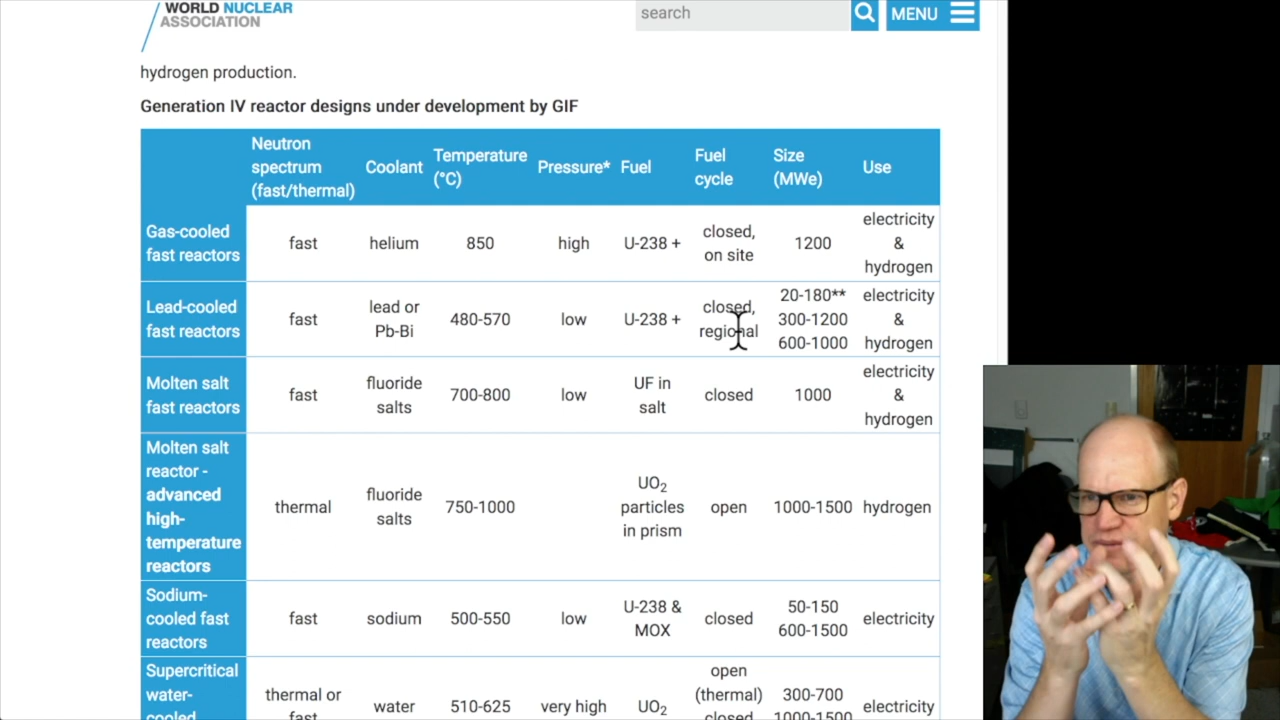 WORLD NUCLEAR
ASSOCIATION
search
MENU
hydrogen production.
Generation IV reactor designs under development by GIF
Neutron spectrum (fast/thermal) Coolant Temperature (°C) Pressure* Fuel Fuel cycle Size (MWe) Use
Gas-cooled fast reactors fast helium 850 high U-238 + closed, on site 1200 electricity & hydrogen
Lead-cooled fast reactors fast lead or Pb-Bi 480-570 low U-238 + closed, regional 20-180** 300-1200 600-1000 electricity & hydrogen
Molten salt fast reactors fast fluoride salts 700-800 low UF in salt closed 1000 electricity & hydrogen
Molten salt reactor - advanced high-temperature reactors thermal fluoride salts 750-1000 UO2 particles in prism open 1000-1500 hydrogen
Sodium-cooled fast reactors fast sodium 500-550 low U-238 & MOX closed 50-150 600-1500 electricity
Supercritical water-cooled thermal or fast water 510-625 very high UO2 open (thermal) closed 300-700 1000-1500 electricity